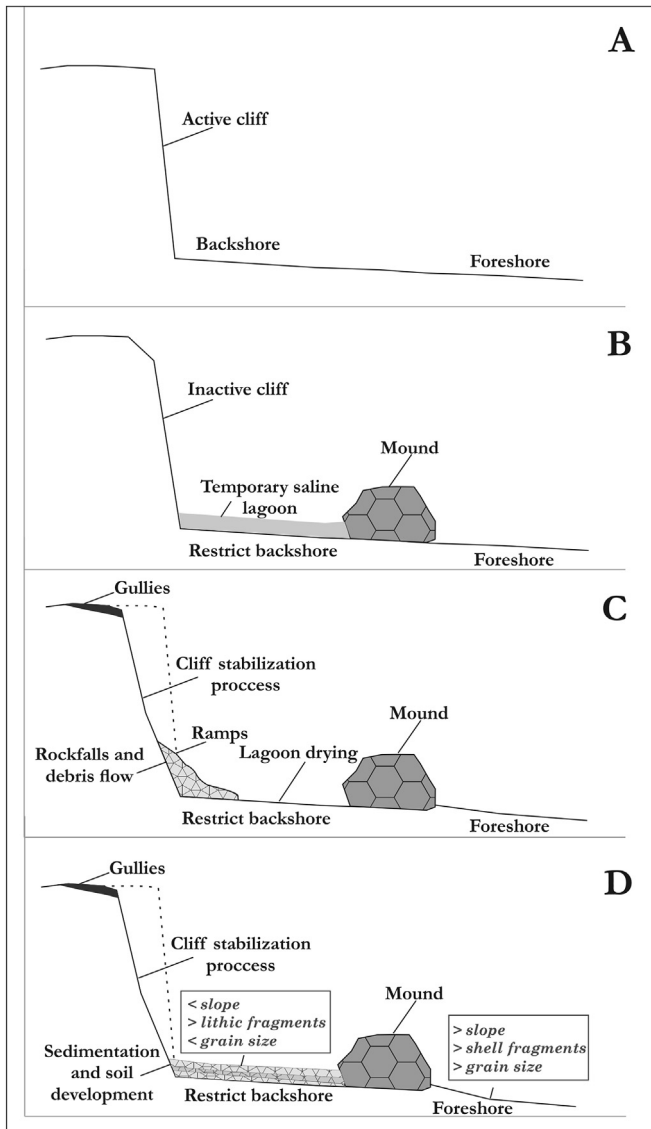 A
Active cliff
Backshore
Foreshore
B
Inactive cliff
Mound
Temporary saline
lagoon
Restrict backshore
Foreshore
Gullies
C
Cliff stabilization
proccess
Mound
Ramps
Lagoon drying
Rockfalls and
debris flow
Restrict backshore
Foreshore
Gullies
D
Cliff stabilization
proccess
< slope
> lithic fragments
< grain size
Mound
> slope
> shell fragments
> grain size
Sedimentation
and soil
development
Restrict backshore
Foreshore